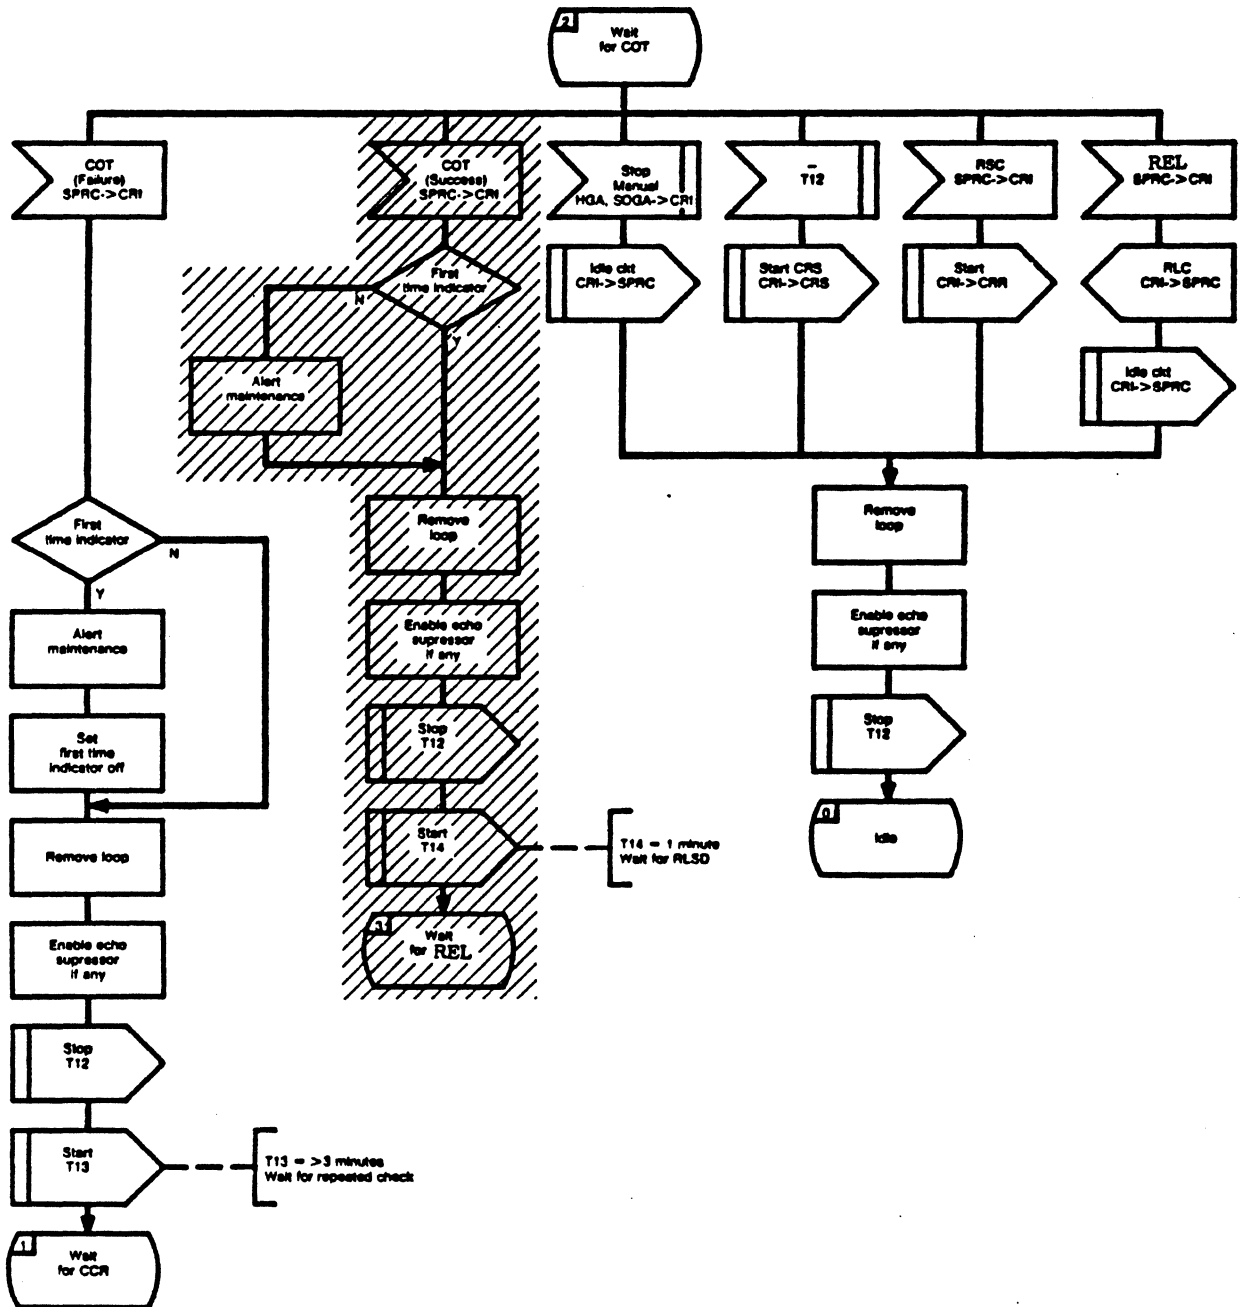 2
Wait
for COT
COT
(Failure)
SPRC->CRI
COT
(Success)
SPRC->CRI
Stop
Manual
HGA, SOGA->CRI
–
T12
RSC
SPRC->CRI
REL
SPRC->CRI
First
time indicator
N
Y
Idle ckt
CRI->SPRC
Start CRS
CRI->CRS
Start
CRI->CRR
RLC
CRI->SPRC
Alert
maintenance
Idle ckt
CRI->SPRC
First
time indicator
N
Y
Remove
loop
Remove
loop
Alert
maintenance
Enable echo
supressor
if any
Enable echo
supressor
if any
Set
first time
indicator off
Stop
T12
Stop
T12
Remove loop
Start
T14
T14 = 1 minute
Wait for RLSD
0
Idle
Enable echo
supressor
if any
3
Wait
for REL
Stop
T12
Start
T13
T13 = >3 minutes
Wait for repeated check
1
Wait
for CCR